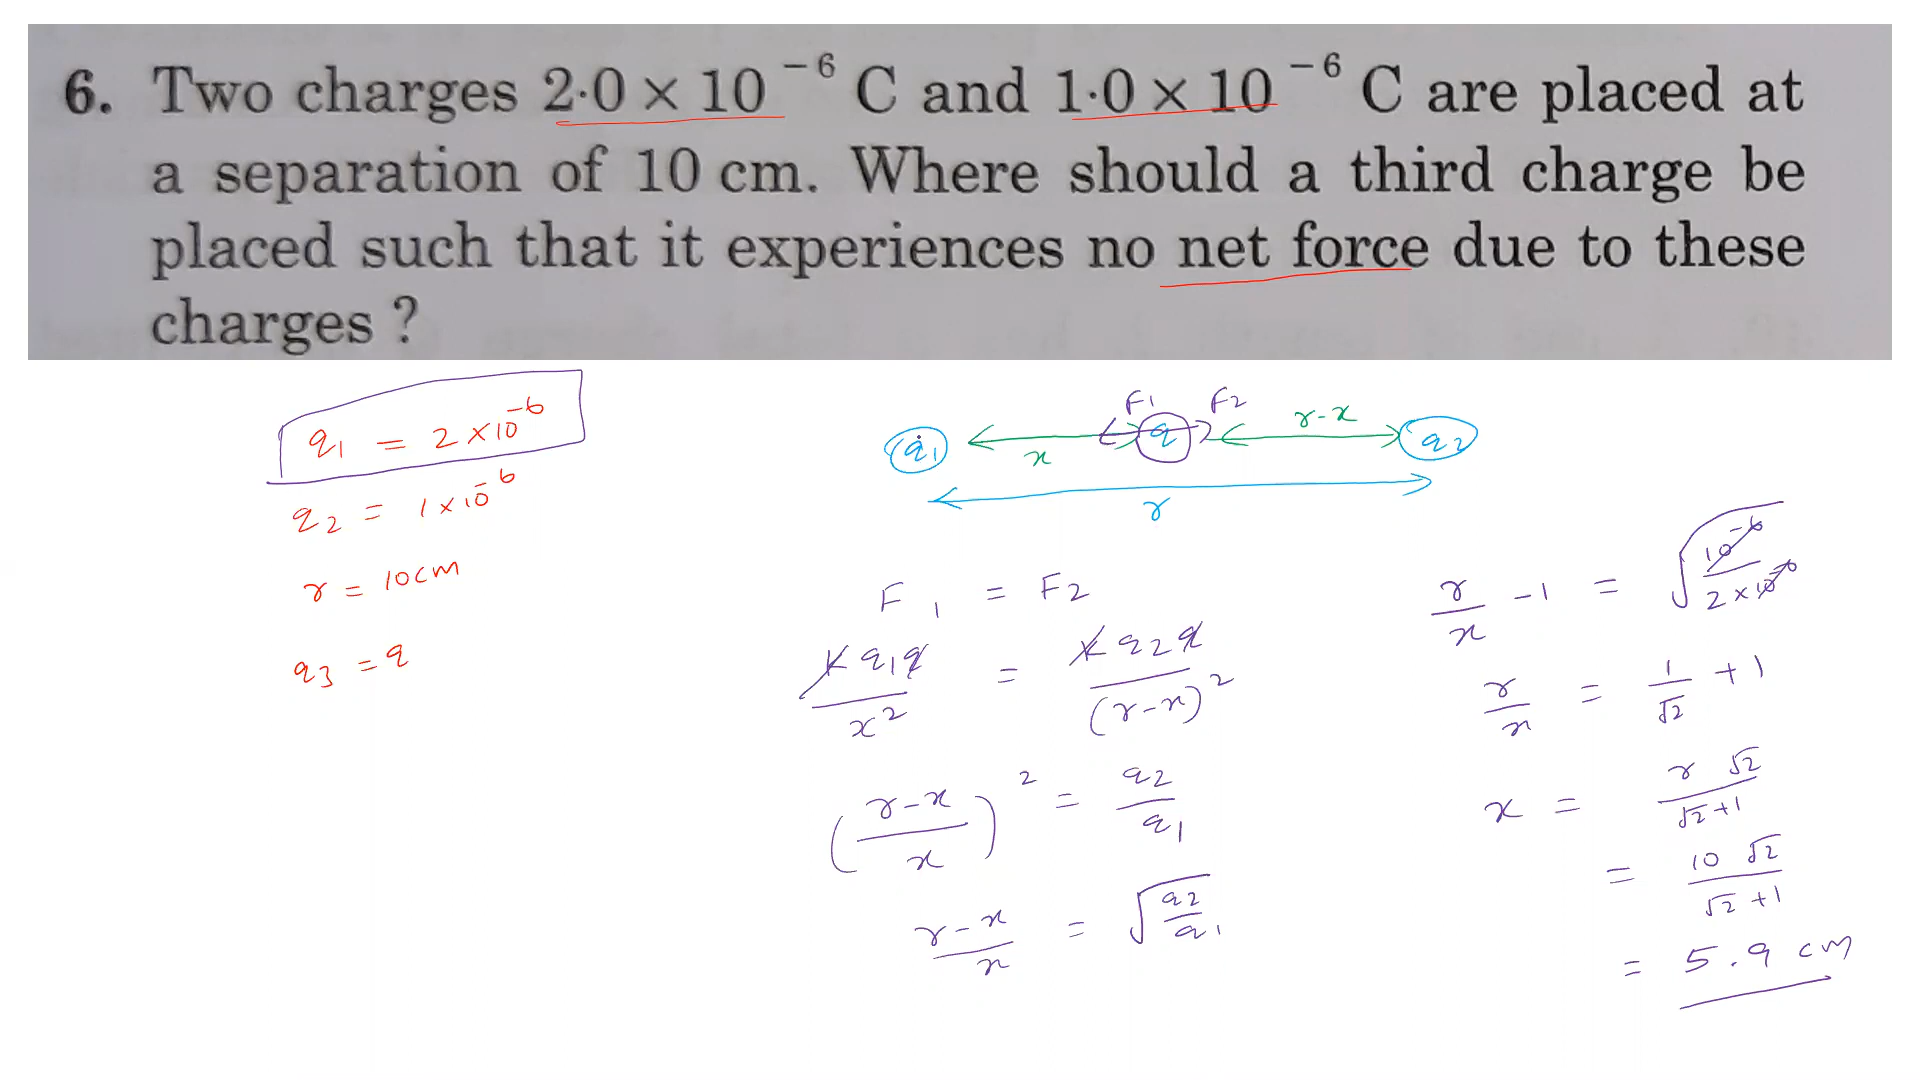 6. Two charges 2·0 × 10⁻⁶ C and 1·0 × 10⁻⁶ C are placed at
a separation of 10 cm. Where should a third charge be
placed such that it experiences no net force due to these
charges ?
q₁ = 2 × 10⁻⁶
q₂ = 1 × 10⁻⁶
r = 10cm
q₃ = q
F₁ F₂
q₁ x q r-x q₂
r
F₁ = F₂
Kq₁q/x² = Kq₂q/(r-x)²
((r-x)/x)² = q₂/q₁
(r-x)/x = √(q₂/q₁)
r/x - 1 = √(10⁻⁶/(2×10⁻⁶))
r/x = 1/√2 + 1
x = r√2/(√2+1)
= 10√2/(√2+1)
= 5.9 cm